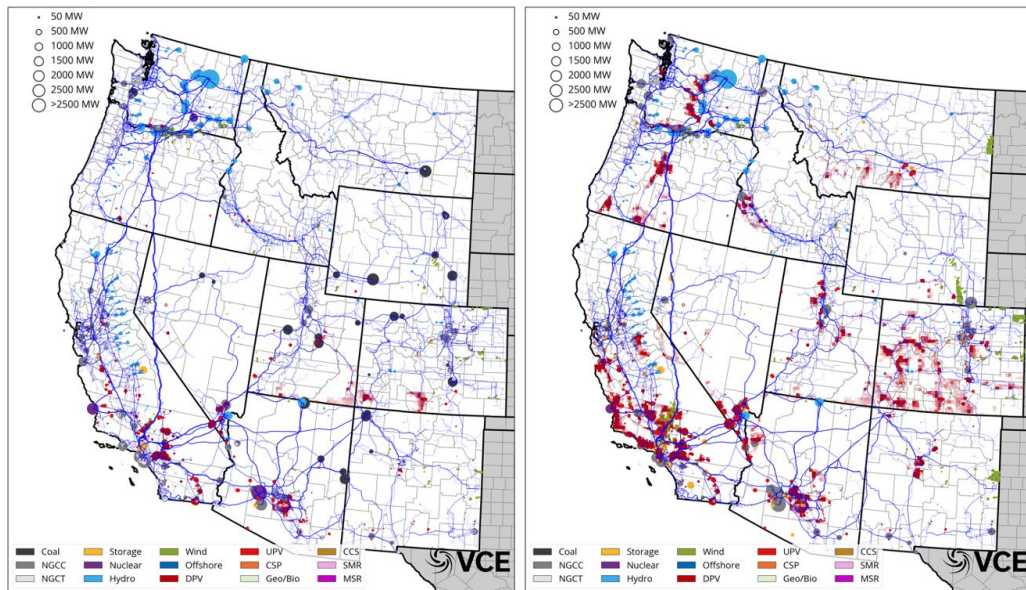 50 MW
500 MW
1000 MW
1500 MW
2000 MW
2500 MW
>2500 MW
Coal Storage Wind UPV CCS
NGCC Nuclear Offshore CSP SMR
NGCT Hydro DPV Geo/Bio MSR
VCE
50 MW
500 MW
1000 MW
1500 MW
2000 MW
2500 MW
>2500 MW
Coal Storage Wind UPV CCS
NGCC Nuclear Offshore CSP SMR
NGCT Hydro DPV Geo/Bio MSR
VCE